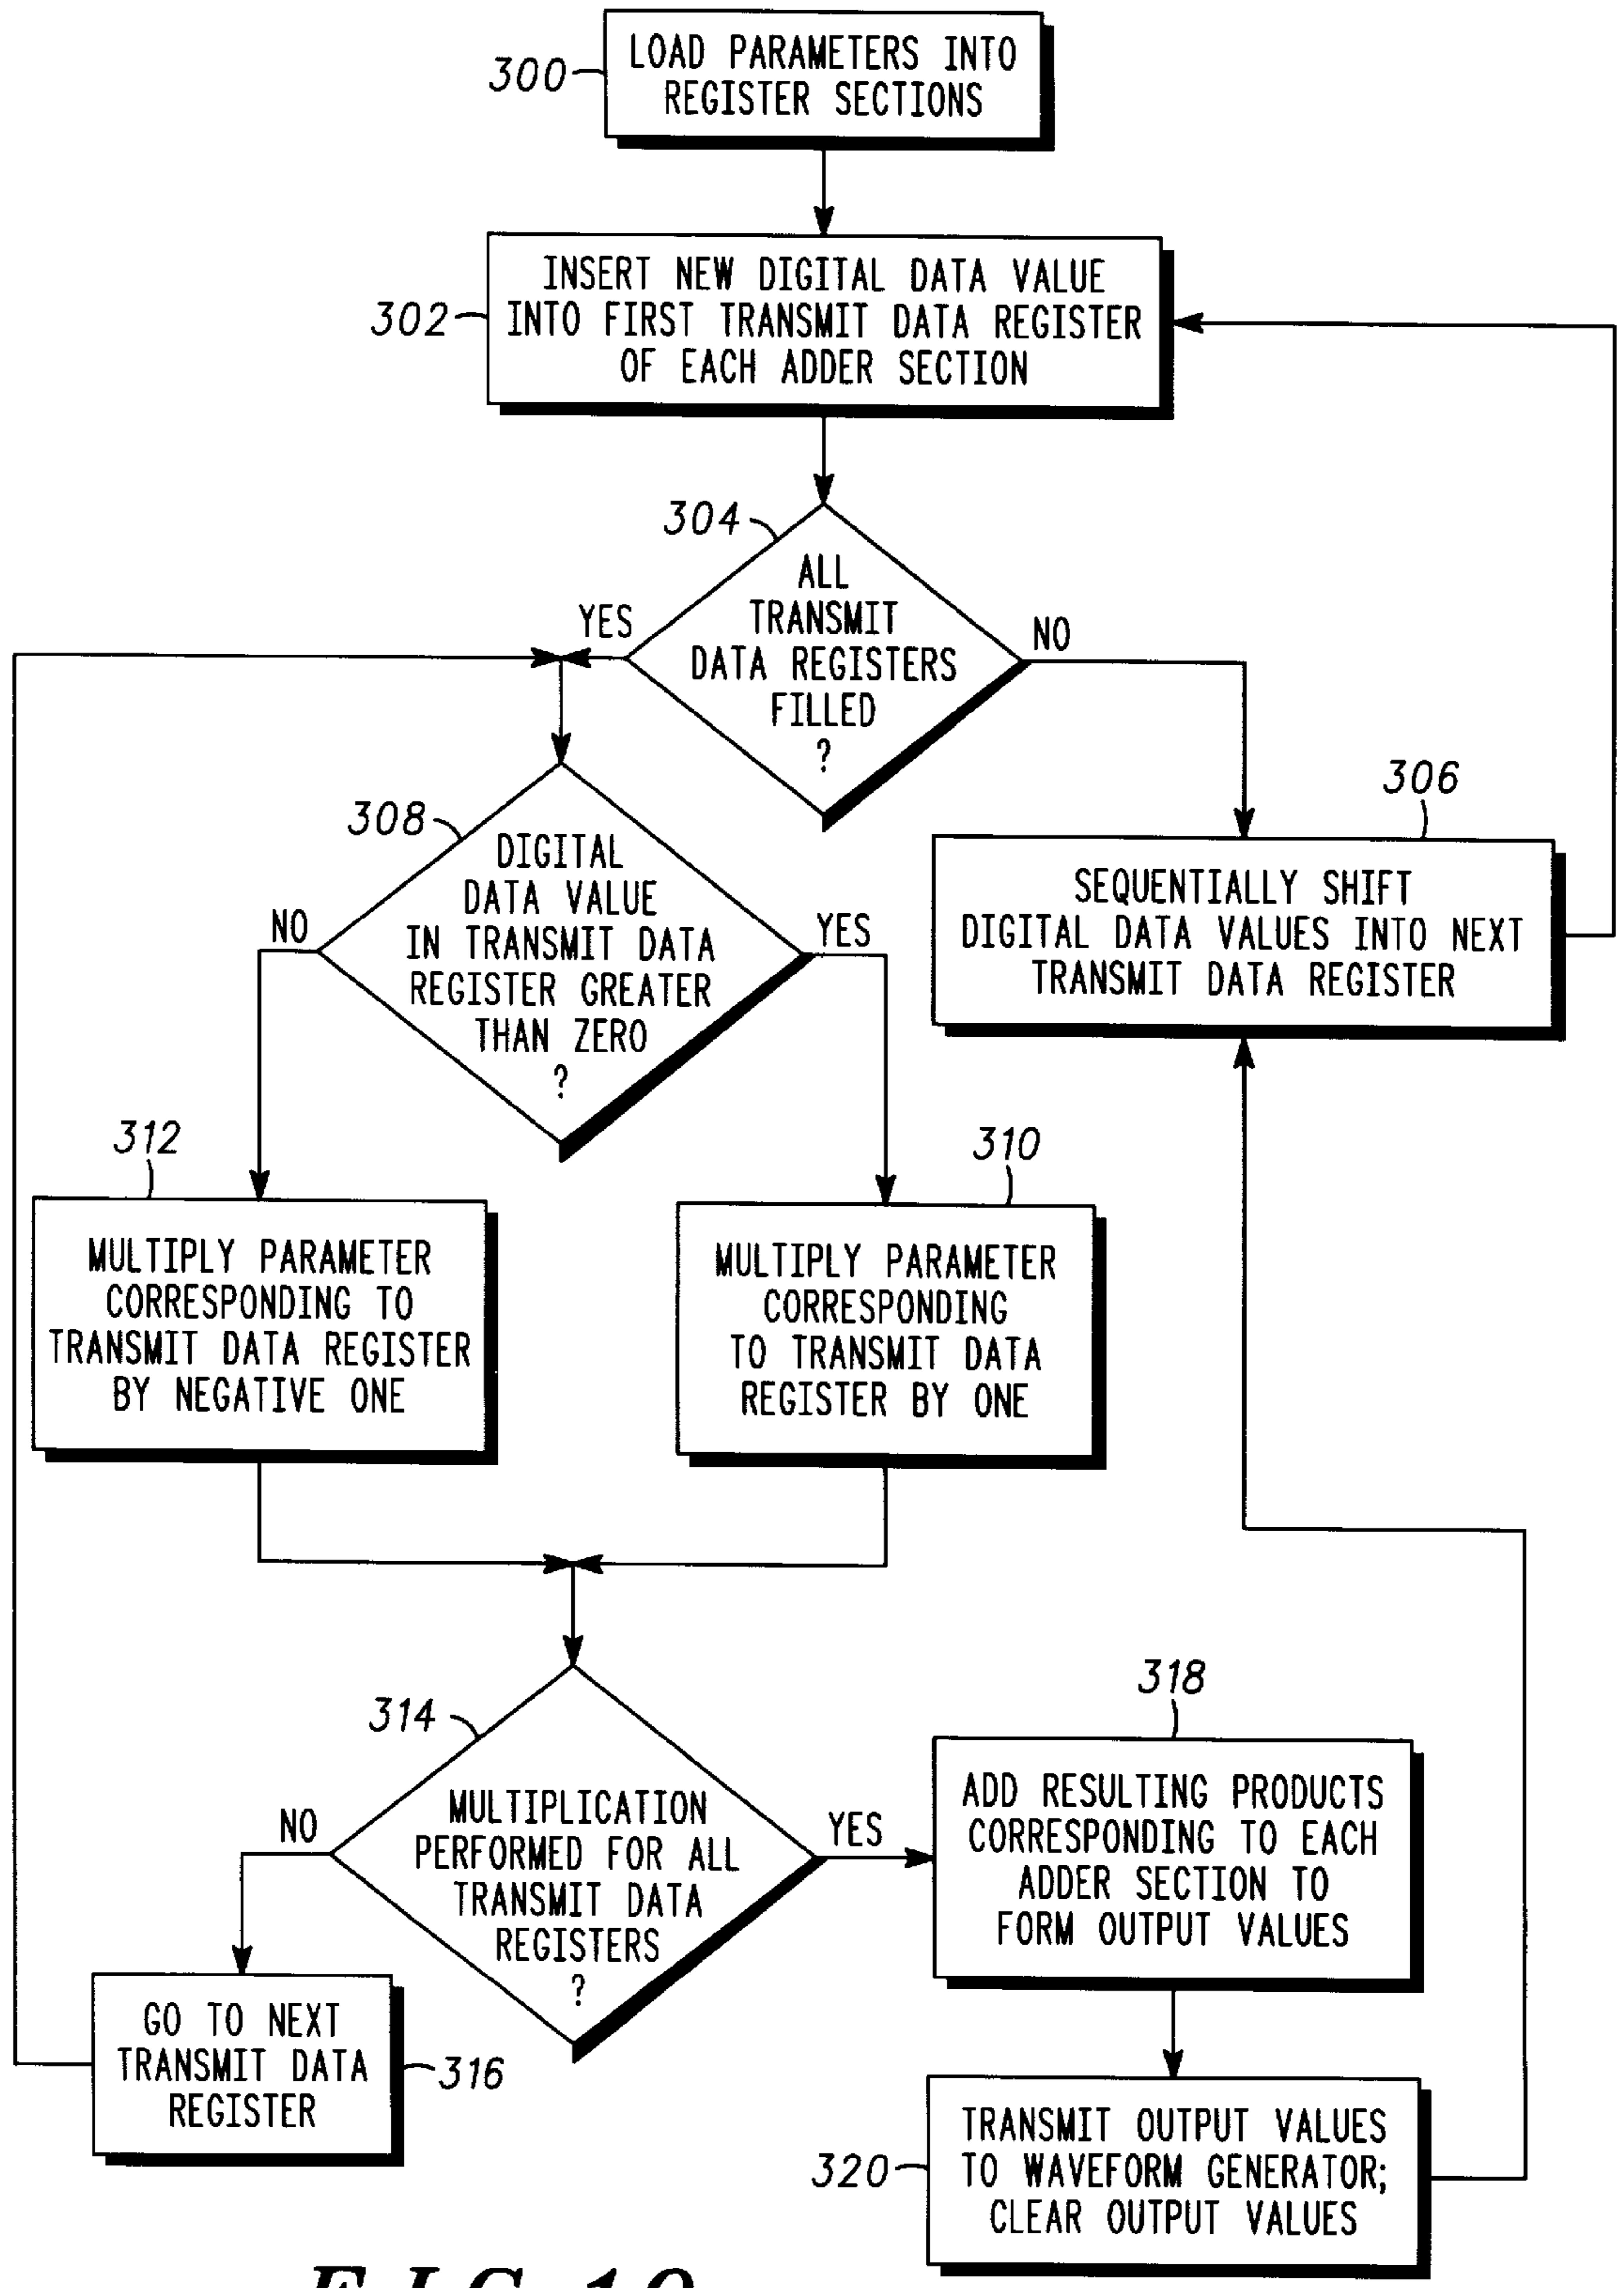 300
LOAD PARAMETERS INTO
REGISTER SECTIONS
302
INSERT NEW DIGITAL DATA VALUE
INTO FIRST TRANSMIT DATA REGISTER
OF EACH ADDER SECTION
304
ALL
TRANSMIT
DATA REGISTERS
FILLED
?
YES
NO
306
SEQUENTIALLY SHIFT
DIGITAL DATA VALUES INTO NEXT
TRANSMIT DATA REGISTER
308
DIGITAL
DATA VALUE
IN TRANSMIT DATA
REGISTER GREATER
THAN ZERO
?
NO
YES
312
MULTIPLY PARAMETER
CORRESPONDING TO
TRANSMIT DATA REGISTER
BY NEGATIVE ONE
310
MULTIPLY PARAMETER
CORRESPONDING
TO TRANSMIT DATA
REGISTER BY ONE
314
MULTIPLICATION
PERFORMED FOR ALL
TRANSMIT DATA
REGISTERS
?
NO
YES
318
ADD RESULTING PRODUCTS
CORRESPONDING TO EACH
ADDER SECTION TO
FORM OUTPUT VALUES
GO TO NEXT
TRANSMIT DATA
REGISTER
316
320
TRANSMIT OUTPUT VALUES
TO WAVEFORM GENERATOR;
CLEAR OUTPUT VALUES